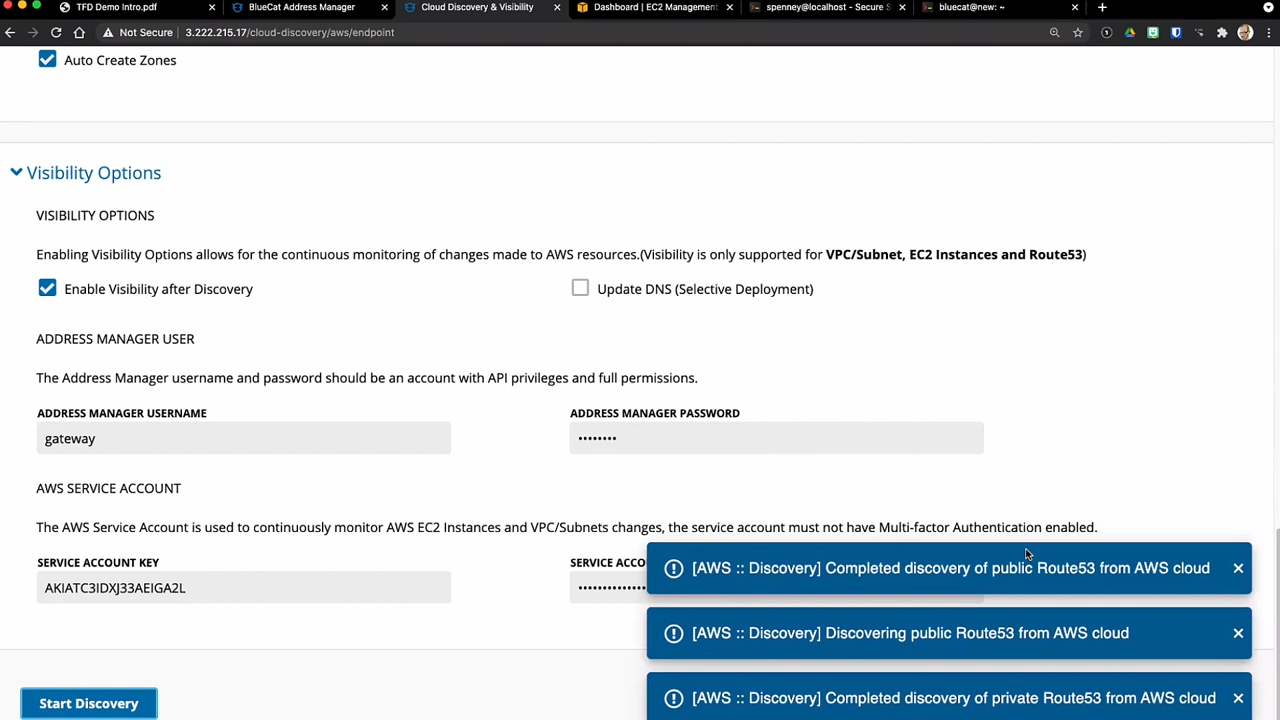 TFD Demo Intro.pdf
BlueCat Address Manager
Cloud Discovery & Visibility
Dashboard | EC2 Management
spenney@localhost - Secure S
bluecat@new: ~
Not Secure | 3.222.215.17/cloud-discovery/aws/endpoint
Auto Create Zones
Visibility Options
VISIBILITY OPTIONS
Enabling Visibility Options allows for the continuous monitoring of changes made to AWS resources.(Visibility is only supported for VPC/Subnet, EC2 Instances and Route53)
Enable Visibility after Discovery
Update DNS (Selective Deployment)
ADDRESS MANAGER USER
The Address Manager username and password should be an account with API privileges and full permissions.
ADDRESS MANAGER USERNAME
ADDRESS MANAGER PASSWORD
gateway
••••••••
AWS SERVICE ACCOUNT
The AWS Service Account is used to continuously monitor AWS EC2 Instances and VPC/Subnets changes, the service account must not have Multi-factor Authentication enabled.
SERVICE ACCOUNT KEY
SERVICE ACCO
AKIATC3IDXJ33AEIGA2L
[AWS :: Discovery] Completed discovery of public Route53 from AWS cloud
[AWS :: Discovery] Discovering public Route53 from AWS cloud
[AWS :: Discovery] Completed discovery of private Route53 from AWS cloud
Start Discovery